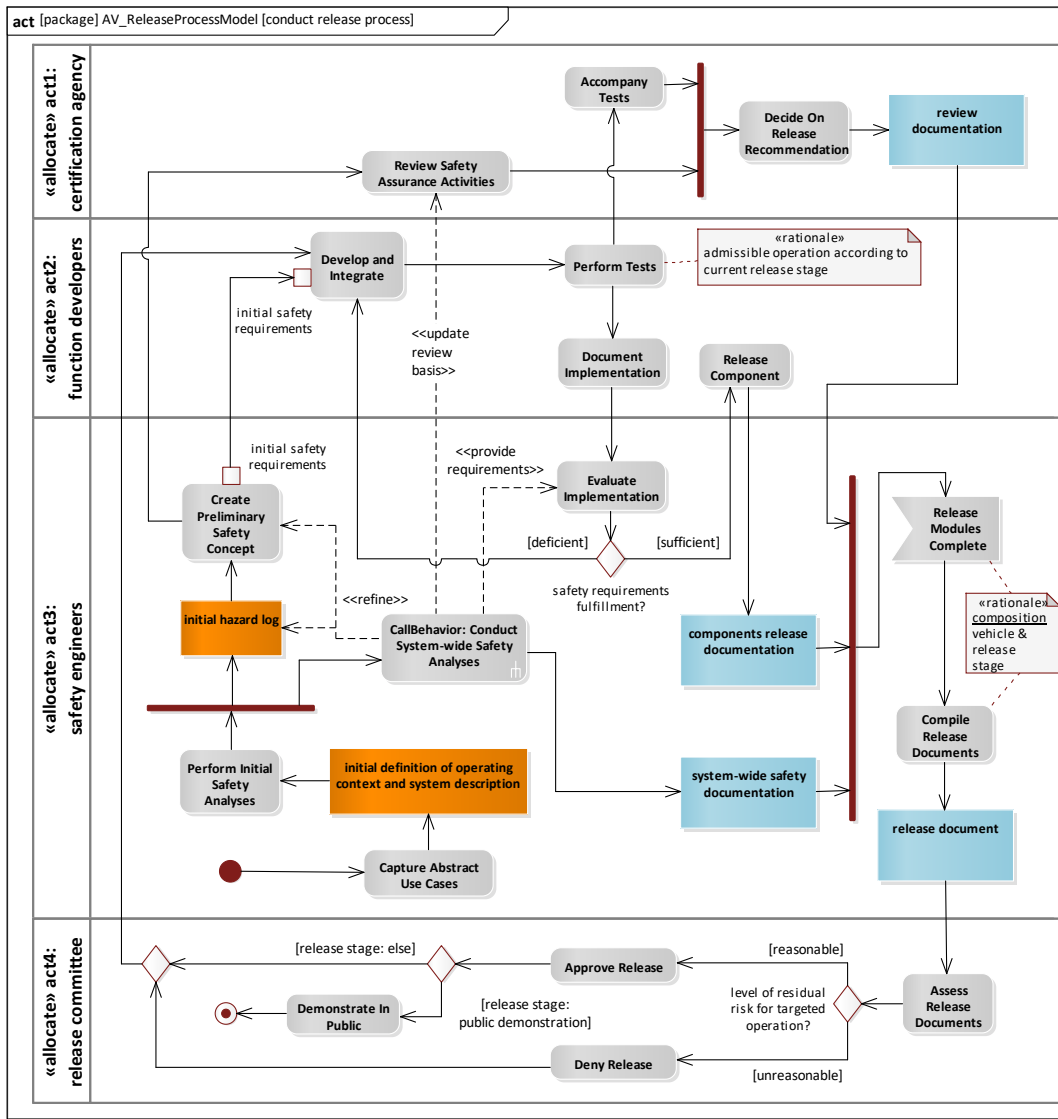 act [package] AV_ReleaseProcessModel [conduct release process]
«allocate» act1:
certification agency
Accompany
Tests
Decide On
Release
Recommendation
review
documentation
Review Safety
Assurance Activities
«allocate» act2:
function developers
Develop and
Integrate
Perform Tests
«rationale»
admissible operation according to
current release stage
initial safety
requirements
<<update
review
basis>>
Document
Implementation
Release
Component
«allocate» act3:
safety engineers
initial safety
requirements
<<provide
requirements>>
Create
Preliminary
Safety
Concept
Evaluate
Implementation
Release
Modules
Complete
[deficient]
[sufficient]
safety requirements
fulfillment?
<<refine>>
initial hazard log
CallBehavior: Conduct
System-wide Safety
Analyses
components release
documentation
«rationale»
composition
vehicle &
release
stage
Compile
Release
Documents
Perform Initial
Safety
Analyses
initial definition of operating
context and system description
system-wide safety
documentation
release document
Capture Abstract
Use Cases
«allocate» act4:
release committee
[release stage: else]
Approve Release
[reasonable]
level of residual
risk for targeted
operation?
Assess
Release
Documents
Demonstrate In
Public
[release stage:
public demonstration]
Deny Release
[unreasonable]